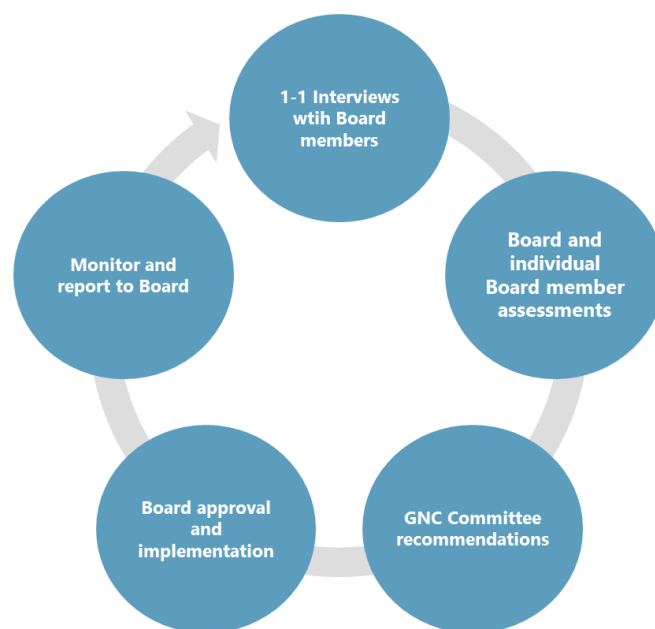 1-1 Interviews
wtih Board
members
Board and
individual
Board member
assessments
GNC Committee
recommendations
Board approval
and
implementation
Monitor and
report to Board